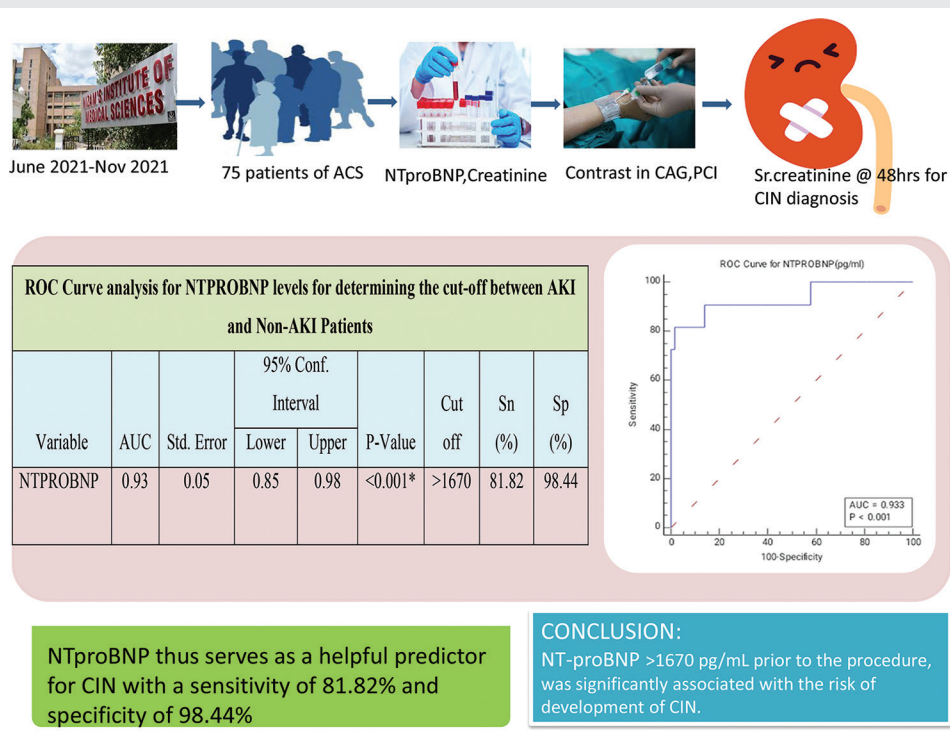 NIZAM'S INSTITUTE OF
MEDICAL SCIENCES
June 2021-Nov 2021
75 patients of ACS
NTproBNP,Creatinine
Contrast in CAG,PCI
Sr.creatinine @ 48hrs for
CIN diagnosis
ROC Curve analysis for NTPROBNP levels for determining the cut-off between AKI
and Non-AKI Patients
Variable AUC Std. Error 95% Conf. Interval Lower Upper P-Value Cut off Sn (%) Sp (%)
NTPROBNP 0.93 0.05 0.85 0.98 <0.001* >1670 81.82 98.44
ROC Curve for NTPROBNP(pg/ml)
Sensitivity
100
80
60
40
20
0
0 20 40 60 80 100
100-Specificity
AUC = 0.933
P < 0.001
NTproBNP thus serves as a helpful predictor
for CIN with a sensitivity of 81.82% and
specificity of 98.44%
CONCLUSION:
NT-proBNP >1670 pg/mL prior to the procedure,
was significantly associated with the risk of
development of CIN.